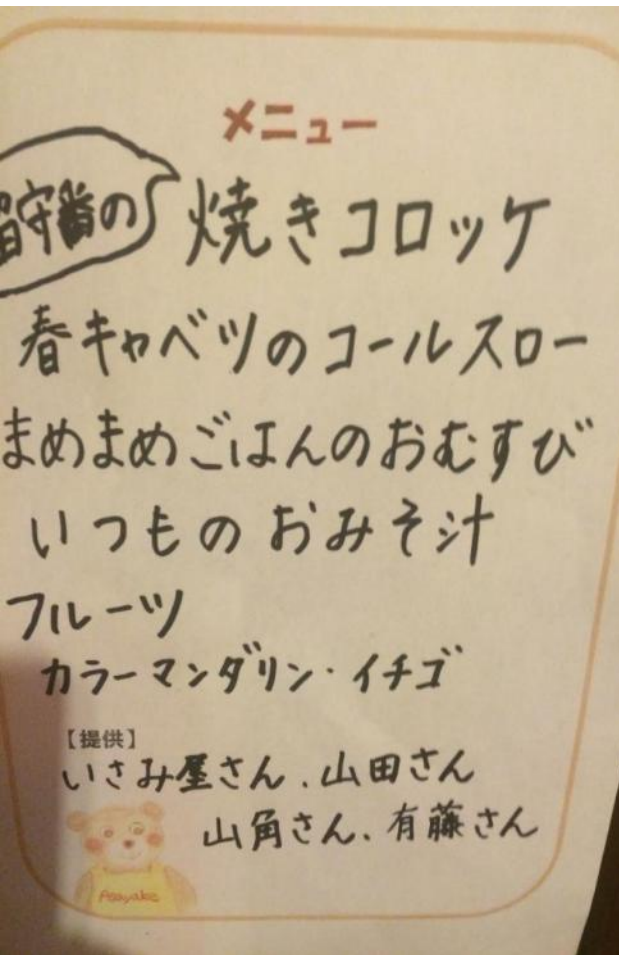 メニュー
留守番の 焼きコロッケ
春キャベツのコールスロー
まめまめごはんのおむすび
いつものおみそ汁
フルーツ
カラーマンダリン・イチゴ
【提供】
いさみ屋さん、山田さん
山角さん、有藤さん